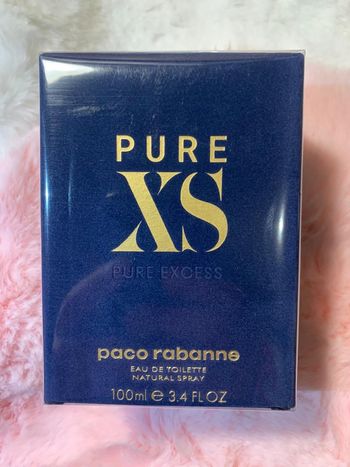 PURE
XS
PURE EXCESS
paco rabanne
EAU DE TOILETTE
NATURAL SPRAY
100ml ℮ 3.4 FL OZ